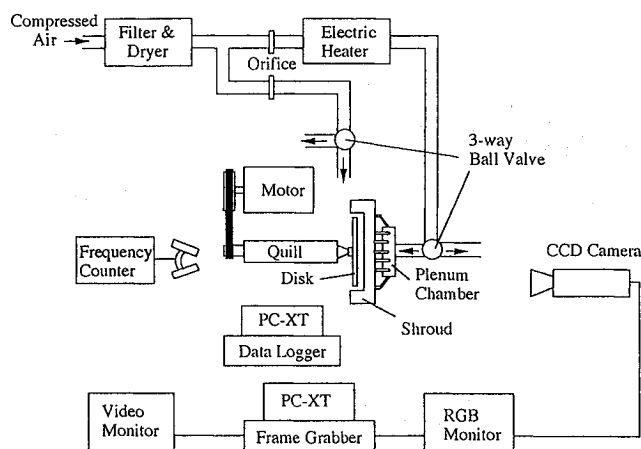 Compressed
Air
Filter &
Dryer
Orifice
Electric
Heater
3-way
Ball Valve
Motor
Frequency
Counter
Quill
Disk
Plenum
Chamber
Shroud
CCD Camera
PC-XT
Data Logger
Video
Monitor
PC-XT
Frame Grabber
RGB
Monitor